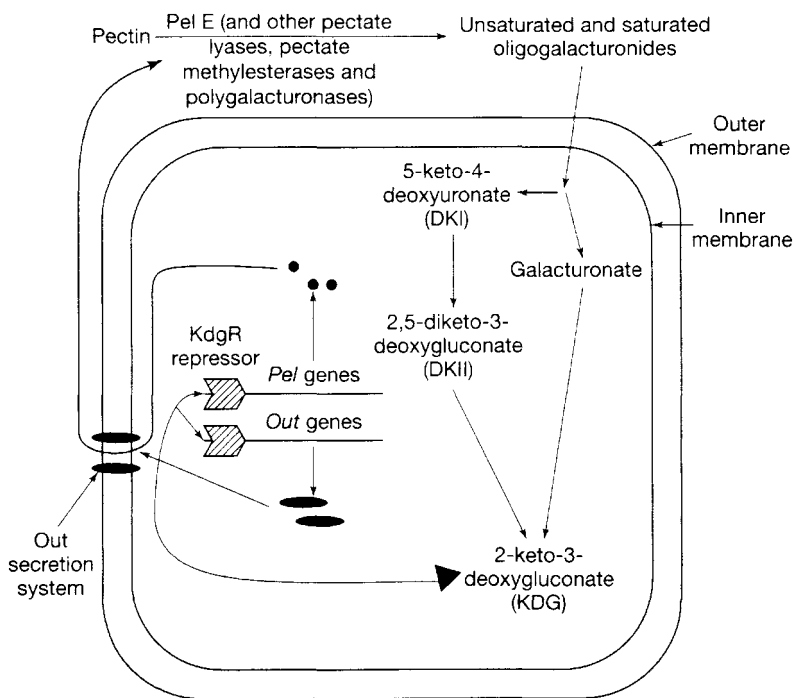 Pectin
Pel E (and other pectate
lyases, pectate
methylesterases and
polygalacturonases)
Unsaturated and saturated
oligogalacturonides
Outer
membrane
Inner
membrane
5-keto-4-
deoxyuronate
(DKI)
Galacturonate
2,5-diketo-3-
deoxygluconate
(DKII)
KdgR
repressor
Pel genes
Out genes
Out
secretion
system
2-keto-3-
deoxygluconate
(KDG)